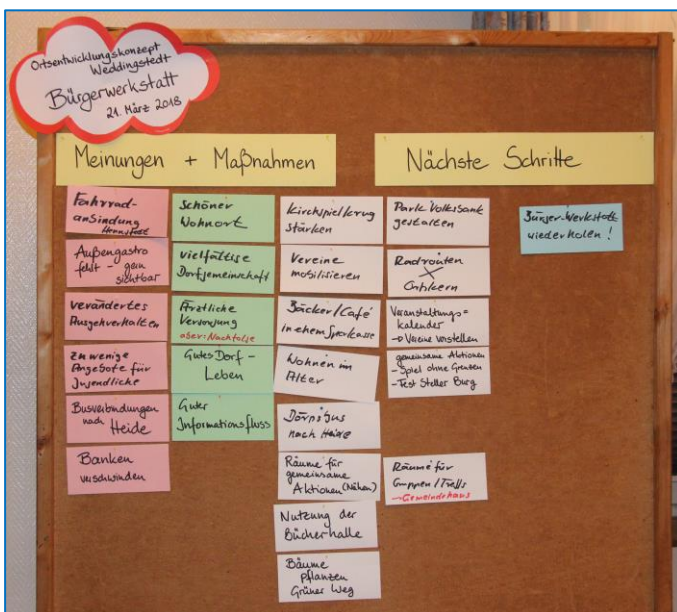 Ortsentwicklungskonzept
Weddingstedt
Bürgerwerkstatt
21. März 2018
Meinungen + Maßnahmen
Nächste Schritte
Fahrrad-
anbindung
Hennstedt
Außengastro
fehlt - gern
sichtbar
verändertes
Ausgehverhalten
zu wenige
Angebote für
Jugendliche
Busverbindungen
nach Heide
Banken
verschwinden
Schöner
Wohnort
vielfältige
Dorfgemeinschaft
Ärztliche
Versorgung
aber: Nachfolge
Gutes Dorf-
Leben
Guter
Informationsfluss
Kirchspielkrug
stärken
Vereine
mobilisieren
Bäcker/Café
in ehem Sparkasse
Wohnen im
Alter
Dörpsbus
nach Heide
Räume für
gemeinsame
Aktionen (Nähen)
Nutzung der
Bücherhalle
Bäume
pflanzen
Grüner Weg
Park Volksbank
gestalten
Radrouten
X
Ortskern
Veranstaltungs=
kalender
→ Vereine vorstellen
gemeinsame Aktionen
- Spiel ohne Grenzen
- Test Steller Burg
Räume für
Gruppen/Treffs
→ Gemeindehaus
Bürger-Werkstatt
wiederholen!